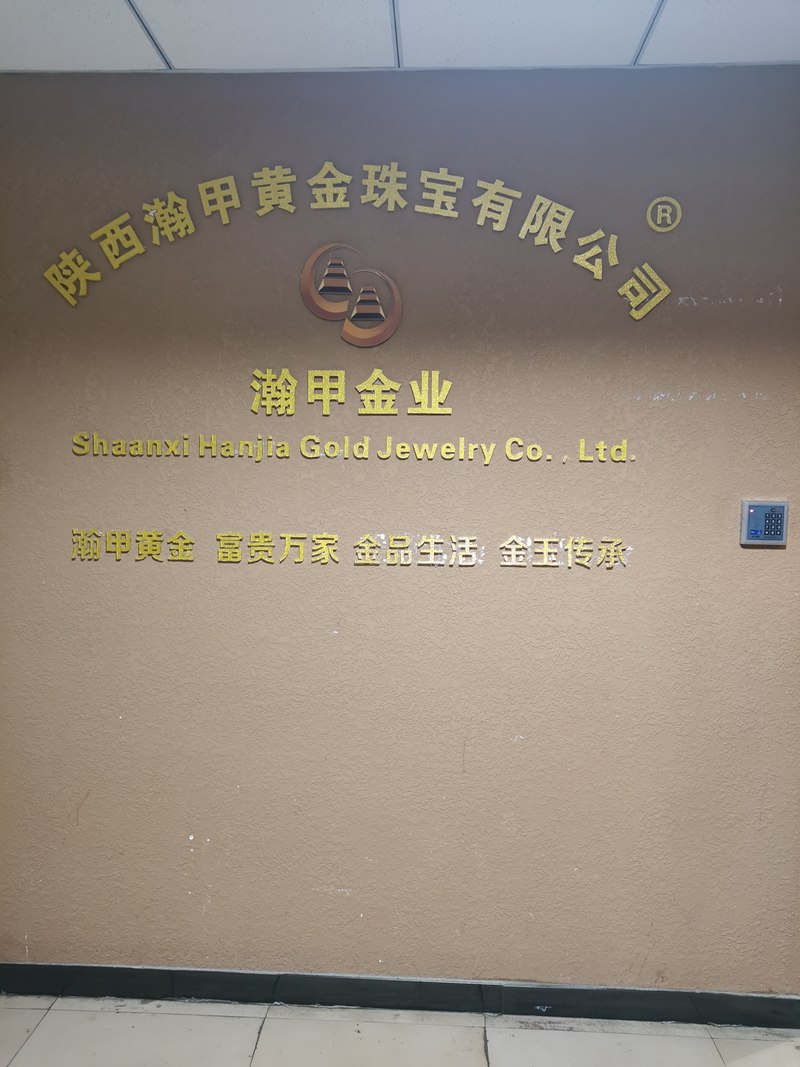 陕西瀚甲黄金珠宝有限公司®
瀚甲金业
Shaanxi Hanjia Gold Jewelry Co. , Ltd.
瀚甲黄金 富贵万家 金品生活 金玉传承